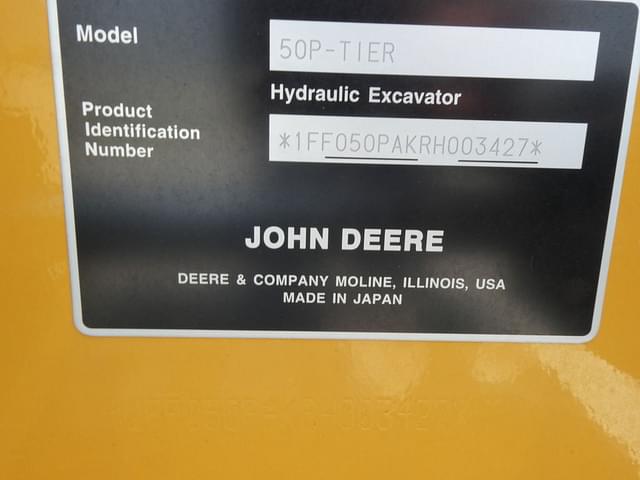 Model
50P-TIER
Hydraulic Excavator
Product
Identification
Number
*1FF050PAKRH003427*
JOHN DEERE
DEERE & COMPANY MOLINE, ILLINOIS, USA
MADE IN JAPAN
*1FF050PAKRH003427*